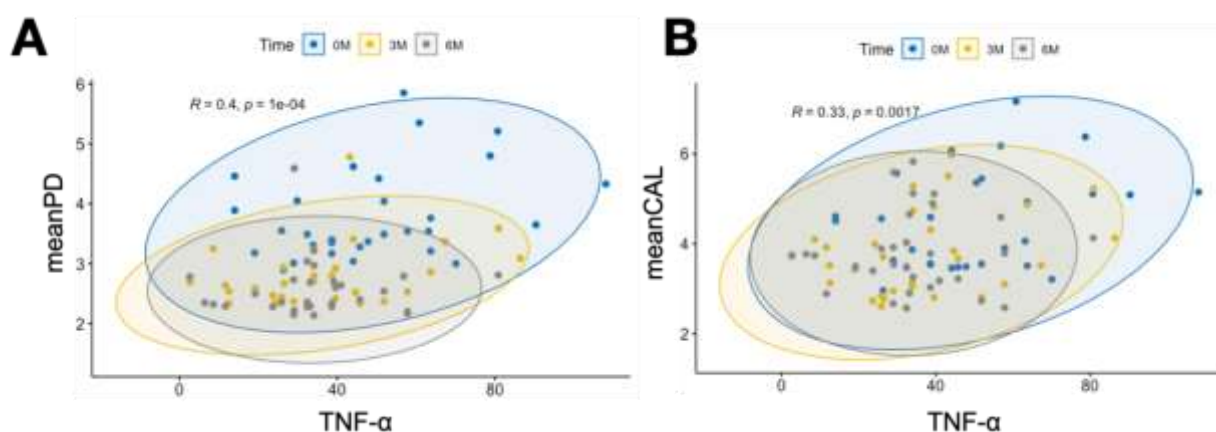 A
Time 0M 3M 6M
R = 0.4, p = 1e-04
meanPD
6
5
4
3
2
0 40 80
TNF-α
B
Time 0M 3M 6M
R = 0.33, p = 0.0017
meanCAL
6
4
2
0 40 80
TNF-α